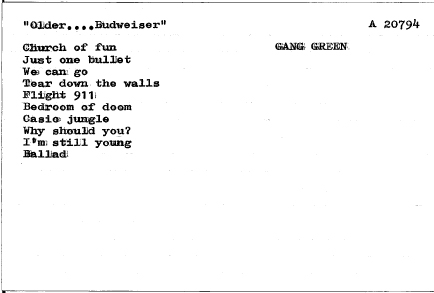 "Older....Budweiser" A 20794
Church of fun GANG GREEN
Just one bullet
We can go
Tear down the walls
Flight 911
Bedroom of doom
Casio jungle
Why should you?
I'm still young
Ballad